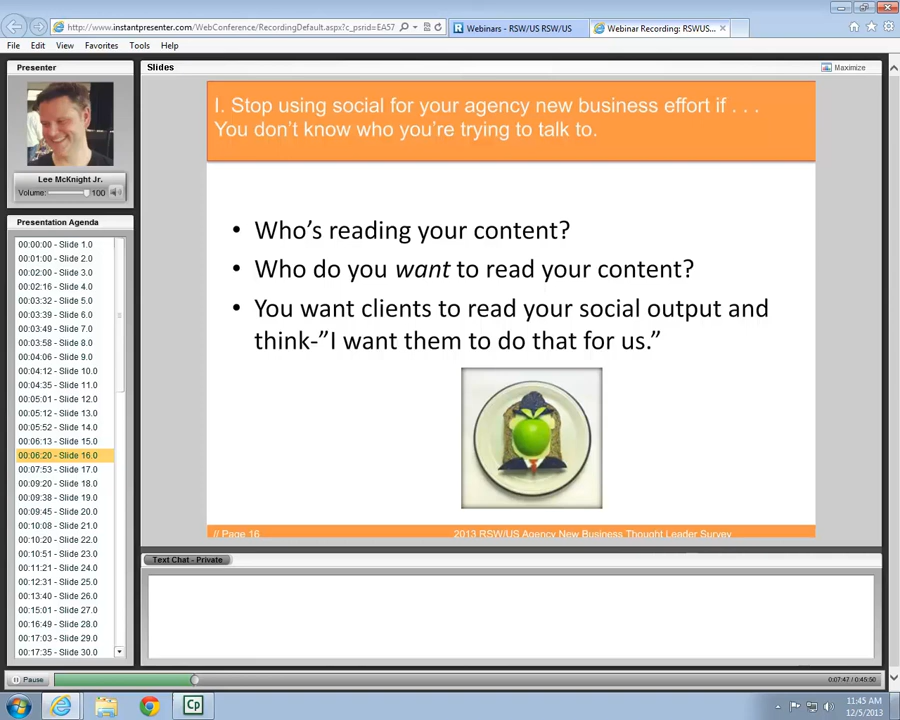 http://www.instantpresenter.com/WebConference/RecordingDefault.aspx?c_psrid=EA57
Webinars - RSW/US RSW/US
Webinar Recording: RSWUS...
File Edit View Favorites Tools Help
Presenter
Slides
Maximize
I. Stop using social for your agency new business effort if . . .
You don't know who you're trying to talk to.
Lee McKnight Jr.
Volume: 100
Presentation Agenda
00:00:00 - Slide 1.0
00:01:00 - Slide 2.0
00:02:00 - Slide 3.0
02:02:16 - Slide 4.0
00:03:32 - Slide 5.0
00:03:39 - Slide 6.0
00:03:49 - Slide 7.0
00:03:58 - Slide 8.0
00:04:06 - Slide 9.0
00:04:12 - Slide 10.0
00:04:35 - Slide 11.0
00:05:01 - Slide 12.0
00:05:12 - Slide 13.0
00:05:52 - Slide 14.0
00:06:13 - Slide 15.0
00:06:20 - Slide 16.0
00:07:53 - Slide 17.0
00:09:20 - Slide 18.0
00:09:38 - Slide 19.0
00:09:45 - Slide 20.0
00:10:08 - Slide 21.0
00:10:20 - Slide 22.0
00:10:51 - Slide 23.0
00:11:21 - Slide 24.0
00:12:31 - Slide 25.0
00:13:40 - Slide 26.0
00:15:01 - Slide 27.0
00:16:49 - Slide 28.0
00:17:03 - Slide 29.0
00:17:35 - Slide 30.0
• Who's reading your content?
• Who do you want to read your content?
• You want clients to read your social output and
think-"I want them to do that for us."
// Page 16
2013 RSW/US Agency New Business Thought Leader Survey
Text Chat - Private
Pause
0:07:47 / 0:45:50
Cp
11:45 AM
12/5/2013